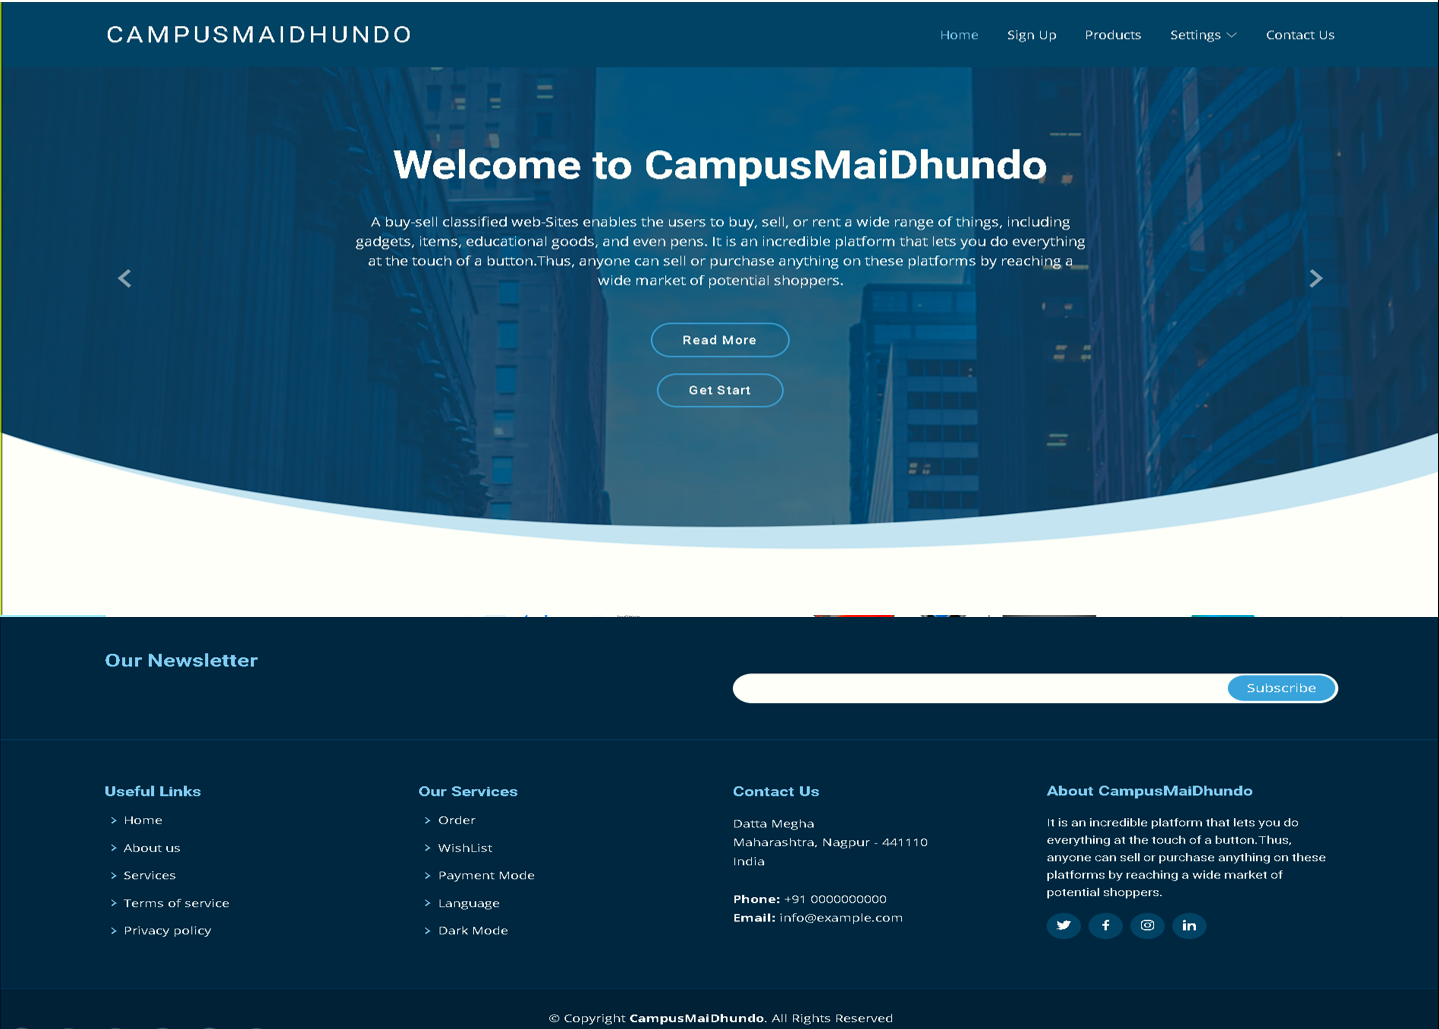 CAMPUSMAIDHUNDO
Home Sign Up Products Settings Contact Us
Welcome to CampusMaiDhundo
A buy-sell classified web-Sites enables the users to buy, sell, or rent a wide range of things, including
gadgets, items, educational goods, and even pens. It is an incredible platform that lets you do everything
at the touch of a button.Thus, anyone can sell or purchase anything on these platforms by reaching a
wide market of potential shoppers.
Read More
Get Start
Our Newsletter
Subscribe
Useful Links
Home
About us
Services
Terms of service
Privacy policy
Our Services
Order
WishList
Payment Mode
Language
Dark Mode
Contact Us
Datta Megha
Maharashtra, Nagpur - 441110
India
Phone: +91 0000000000
Email: info@example.com
About CampusMaiDhundo
It is an incredible platform that lets you do
everything at the touch of a button.Thus,
anyone can sell or purchase anything on these
platforms by reaching a wide market of
potential shoppers.
© Copyright CampusMaiDhundo. All Rights Reserved